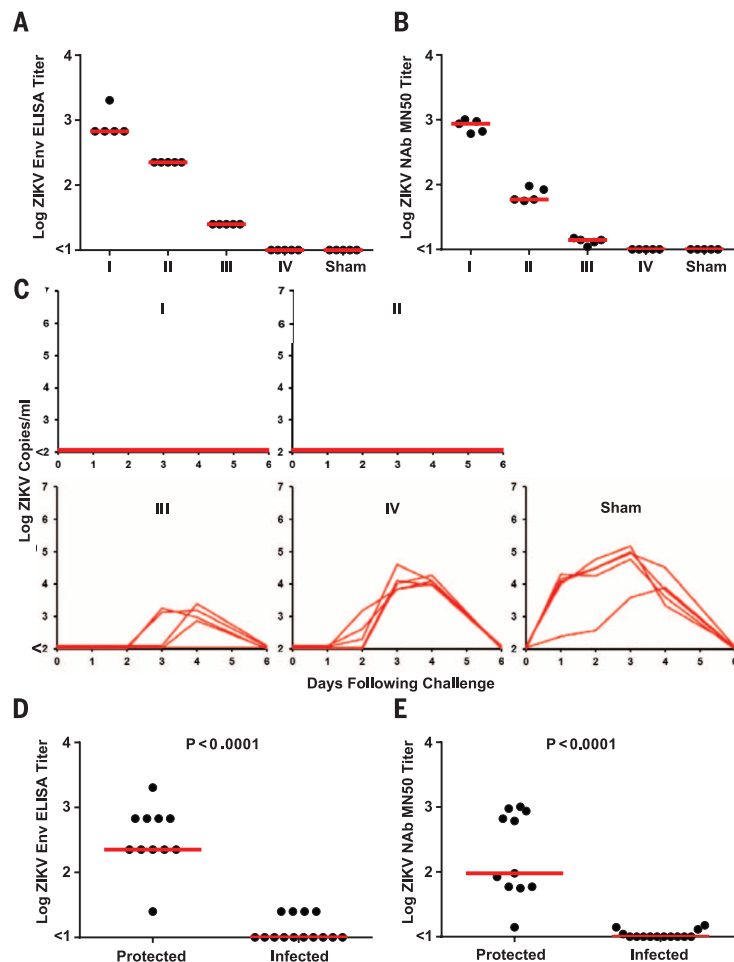 A
B
Log ZIKV Env ELISA Titer
4
3
2
<1
I II III IV Sham
Log ZIKV NAb MN50 Titer
4
3
2
<1
I II III IV Sham
C
Log ZIKV Copies/ml
I
7
6
5
4
3
<2
0 1 2 3 4 5 6
II
7
6
5
4
3
<2
0 1 2 3 4 5 6
III
7
6
5
4
3
<2
0 1 2 3 4 5 6
IV
7
6
5
4
3
2
0 1 2 3 4 5 6
Sham
7
6
5
4
3
2
0 1 2 3 4 5 6
Days Following Challenge
D
E
Log ZIKV Env ELISA Titer
P < 0.0001
4
3
2
<1
Protected Infected
Log ZIKV NAb MN50 Titer
P < 0.0001
4
3
2
<1
Protected Infected